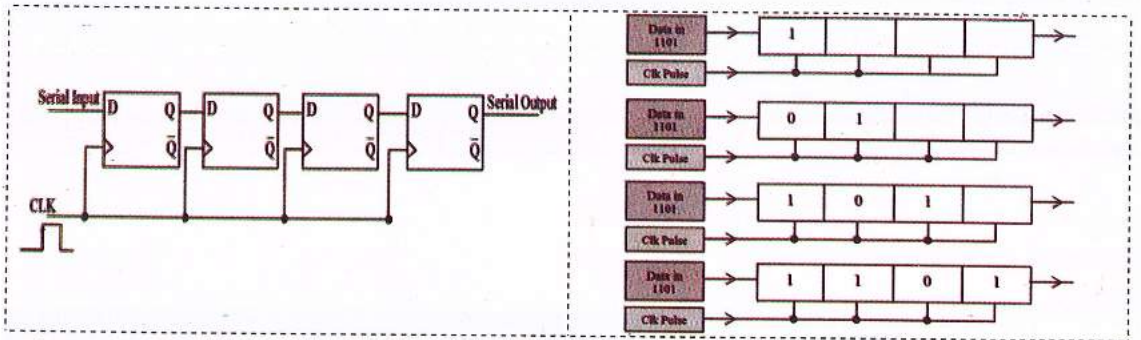 Serial Input
D Q
Q̅
D Q
Q̅
D Q
Q̅
D Q
Q̅
Serial Output
CLK
Data in
1101
Clk Pulse
1
Data in
1101
Clk Pulse
0 1
Data in
1101
Clk Pulse
1 0 1
Data in
1101
Clk Pulse
1 1 0 1